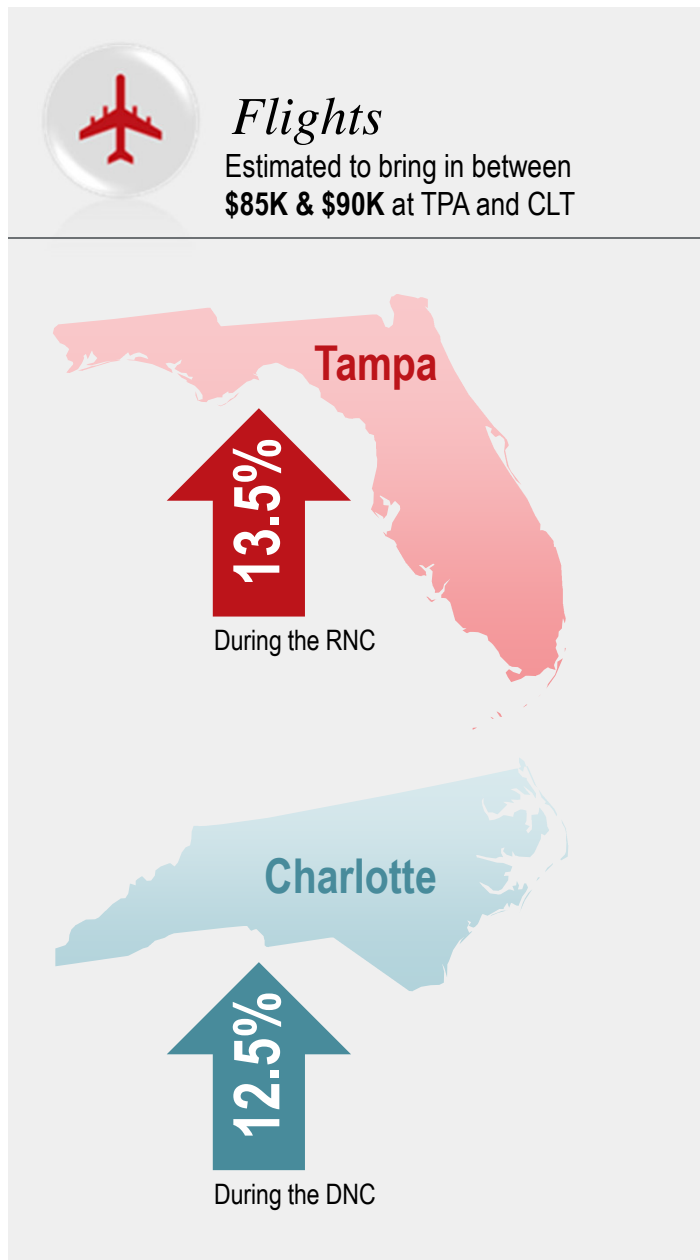 Flights
Estimated to bring in between
$85K & $90K at TPA and CLT
Tampa
13.5%
During the RNC
Charlotte
12.5%
During the DNC